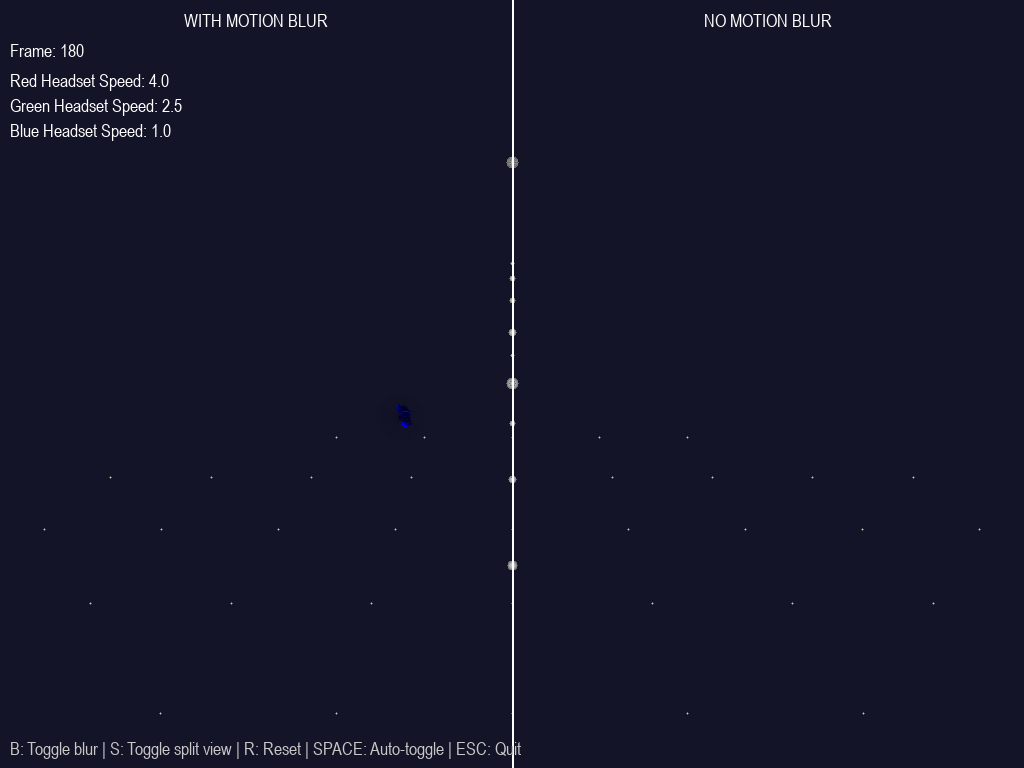 WITH MOTION BLUR
NO MOTION BLUR
Frame: 180
Red Headset Speed: 4.0
Green Headset Speed: 2.5
Blue Headset Speed: 1.0
B: Toggle blur | S: Toggle split view | R: Reset | SPACE: Auto-toggle | ESC: Quit